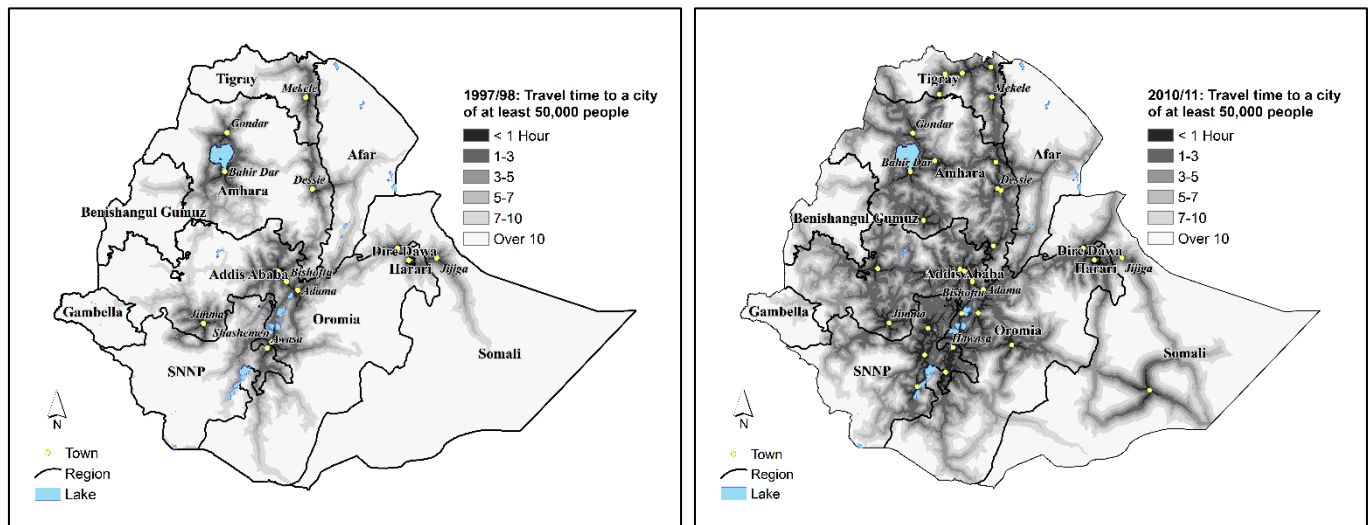 Tigray
Mekele
Gondar
Afar
Bahir Dar
Dessie
Amhara
Benishangul Gumuz
Dire Dawa
Harari
Jijiga
Addis Ababa
Bishoftu
Adama
Gambella
Jimma
Shashemen
Oromia
Awasa
Somali
SNNP
1997/98: Travel time to a city
of at least 50,000 people
< 1 Hour
1-3
3-5
5-7
7-10
Over 10
N
Town
Region
Lake
Tigray
Mekele
Gondar
Afar
Bahir Dar
Amhara
Dessie
Benishangul Gumuz
Dire Dawa
Harari
Jijiga
Addis Ababa
Bishoftu
Adama
Gambella
Jimma
Oromia
Hawasa
Somali
SNNP
2010/11: Travel time to a city
of at least 50,000 people
< 1 Hour
1-3
3-5
5-7
7-10
Over 10
N
Town
Region
Lake